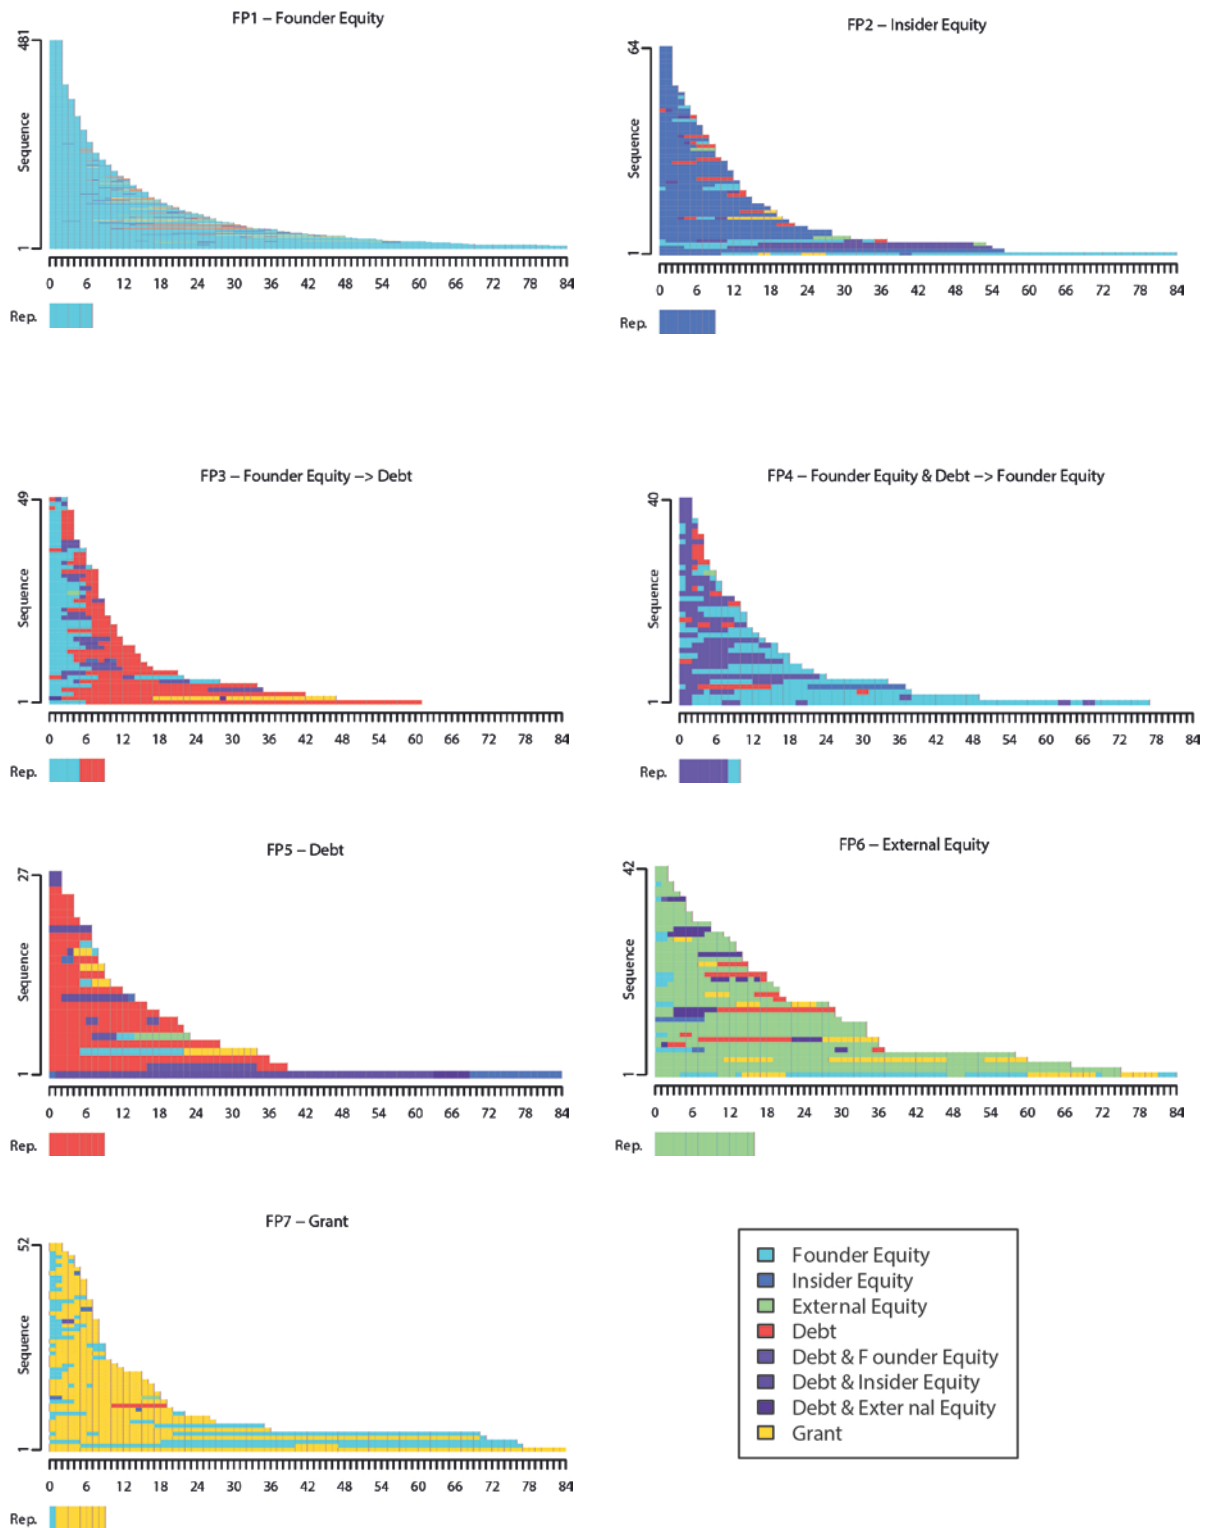 FP1 – Founder Equity
481
Sequence
1
0 6 12 18 24 30 36 42 48 54 60 66 72 78 84
Rep.
FP2 – Insider Equity
64
Sequence
1
0 6 12 18 24 30 36 42 48 54 60 66 72 78 84
Rep.
FP3 – Founder Equity –> Debt
49
Sequence
1
0 6 12 18 24 30 36 42 48 54 60 66 72 78 84
Rep.
FP4 – Founder Equity & Debt –> Founder Equity
40
Sequence
1
0 6 12 18 24 30 36 42 48 54 60 66 72 78 84
Rep.
FP5 – Debt
27
Sequence
1
0 6 12 18 24 30 36 42 48 54 60 66 72 78 84
Rep.
FP6 – External Equity
42
Sequence
1
0 6 12 18 24 30 36 42 48 54 60 66 72 78 84
Rep.
FP7 – Grant
52
Sequence
1
0 6 12 18 24 30 36 42 48 54 60 66 72 78 84
Rep.
Founder Equity
Insider Equity
External Equity
Debt
Debt & Founder Equity
Debt & Insider Equity
Debt & Exter nal Equity
Grant